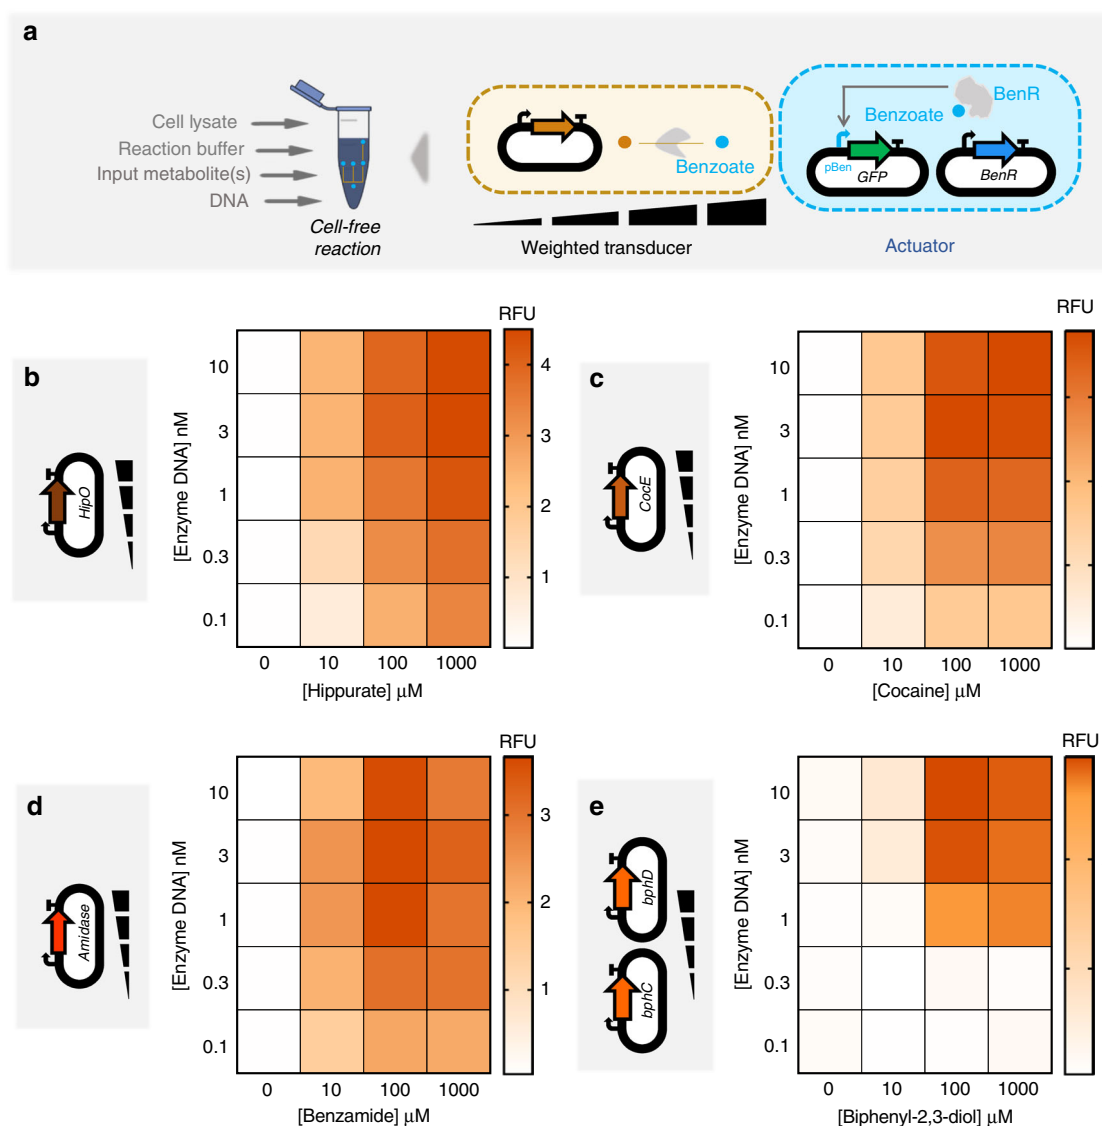 a
Cell lysate
Reaction buffer
Input metabolite(s)
DNA
Cell-free
reaction
Benzoate
Weighted transducer
BenR
Benzoate
pBen
GFP
BenR
Actuator
b
HipO
[Enzyme DNA] nM
10
3
1
0.3
0.1
0 10 100 1000
[Hippurate] µM
RFU
4
3
2
1
c
CocE
[Enzyme DNA] nM
10
3
1
0.3
0.1
0 10 100 1000
[Cocaine] µM
RFU
d
Amidase
[Enzyme DNA] nM
10
3
1
0.3
0.1
0 10 100 1000
[Benzamide] µM
RFU
3
2
1
e
bphD
bphC
[Enzyme DNA] nM
10
3
1
0.3
0.1
0 10 100 1000
[Biphenyl-2,3-diol] µM
RFU